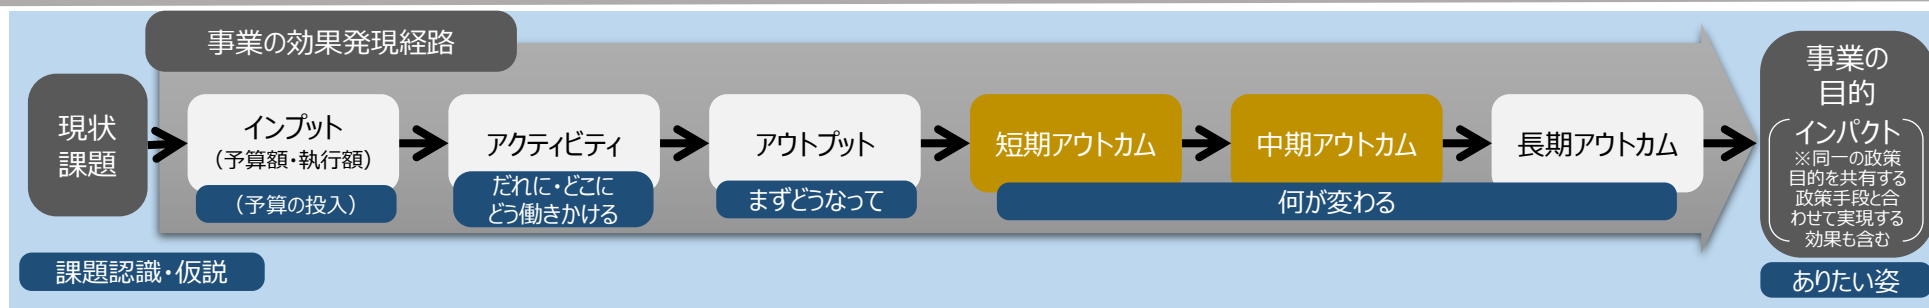 事業の効果発現経路
現状
課題
インプット
（予算額・執行額）
（予算の投入）
アクティビティ
だれに・どこに
どう働きかける
アウトプット
まずどうなって
短期アウトカム
中期アウトカム
長期アウトカム
何が変わる
事業の
目的
インパクト
※同一の政策
目的を共有する
政策手段と合
わせて実現する
効果も含む
課題認識・仮説
ありたい姿